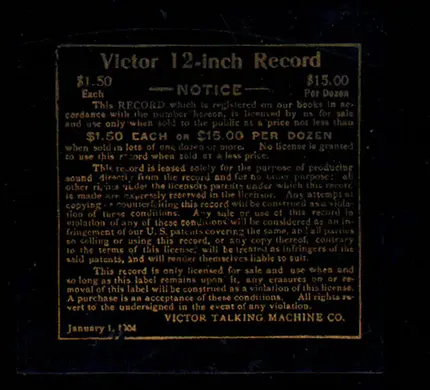 Victor 12-inch Record
$1.50 $15.00
Each — NOTICE — Per Dozen
This RECORD which is registered on our books in ac-
cordance with the number hereon, is licensed by us for sale
and use only when sold to the public at a price not less than
$1.50 EACH OR $15.00 PER DOZEN
when sold in lots of one dozen or more. No license is granted
to use this record when sold at a less price.
This record is leased solely for the purpose of producing
sound directly from the record and for no other purpose; all
other rights under the licensors patents under which this record
is made are expressly reserved in the licensor. Any attempt at
copying or counterfeiting this record will be construed as a viola-
tion of these conditions. Any sale or use of this record in
violation of any of these conditions will be considered as an in-
fringement of our U. S. patents covering the same, and all parties
so selling or using this record, or any copy thereof, contrary
to the terms of this license, will be treated as infringers of the
said patents, and will render themselves liable to suit.
This record is only licensed for sale and use when and
so long as this label remains upon it, any erasures on or re-
moval of this label will be construed as a violation of this license.
A purchase is an acceptance of these conditions. All rights re-
vert to the undersigned in the event of any violation.
VICTOR TALKING MACHINE CO.
January 1, 1904